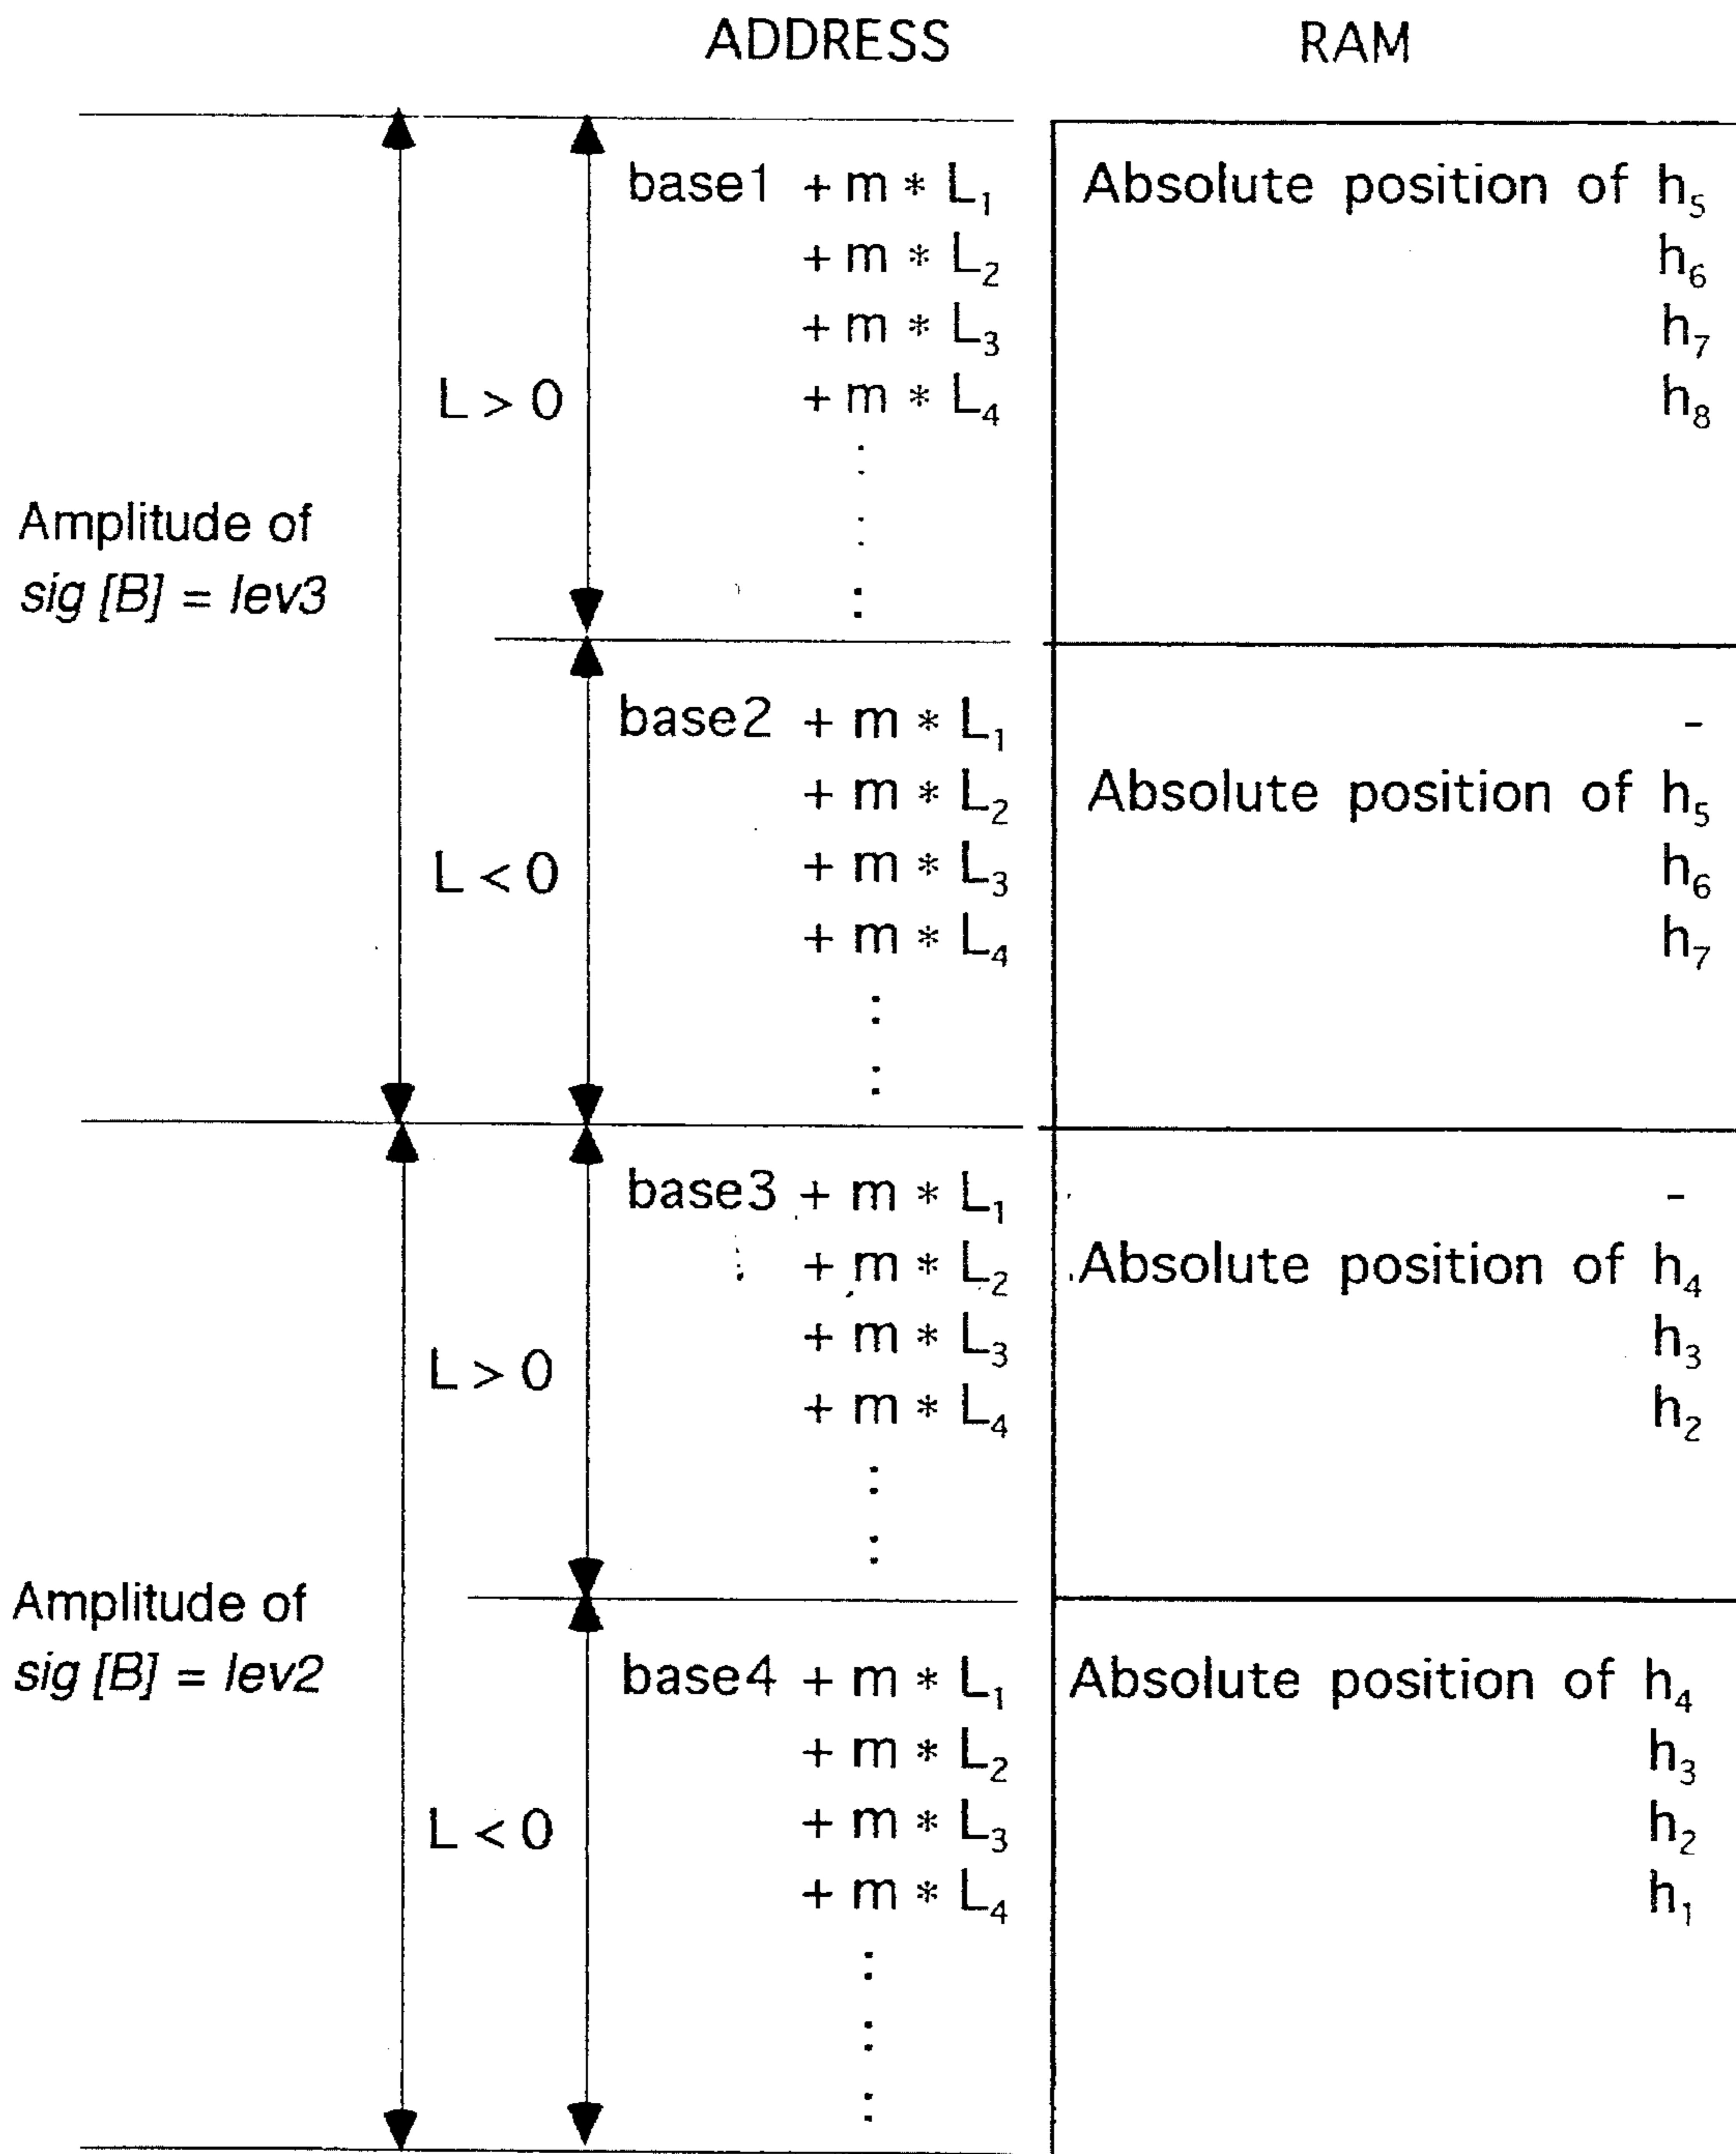 ADDRESS RAM
base1 + m * L₁ Absolute position of h₅
+ m * L₂ h₆
+ m * L₃ h₇
L > 0 + m * L₄ h₈
Amplitude of
sig [B] = lev3
base2 + m * L₁ -
+ m * L₂ Absolute position of h₅
L < 0 + m * L₃ h₆
+ m * L₄ h₇
base3 + m * L₁ -
+ m * L₂ Absolute position of h₄
L > 0 + m * L₃ h₃
+ m * L₄ h₂
Amplitude of
sig [B] = lev2
base4 + m * L₁ Absolute position of h₄
+ m * L₂ h₃
L < 0 + m * L₃ h₂
+ m * L₄ h₁